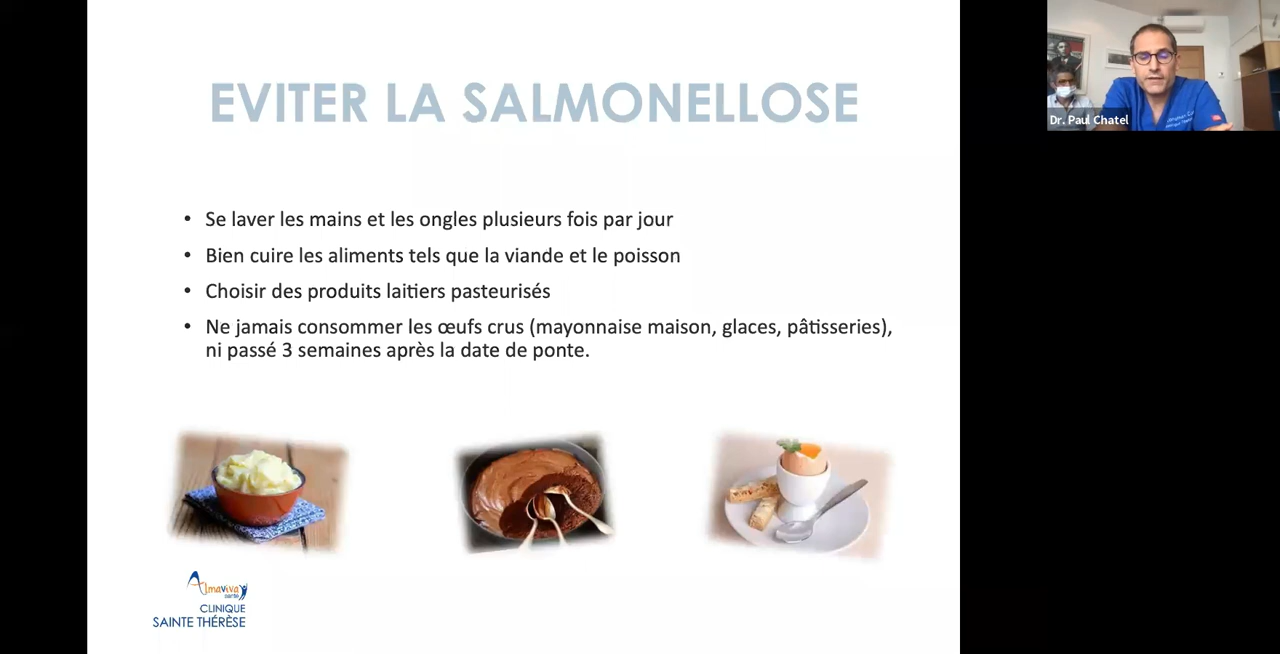 EVITER LA SALMONELLOSE
• Se laver les mains et les ongles plusieurs fois par jour
• Bien cuire les aliments tels que la viande et le poisson
• Choisir des produits laitiers pasteurisés
• Ne jamais consommer les œufs crus (mayonnaise maison, glaces, pâtisseries),
ni passé 3 semaines après la date de ponte.
Almaviva
santé
CLINIQUE
SAINTE THÉRÈSE
Dr. Paul Chatel